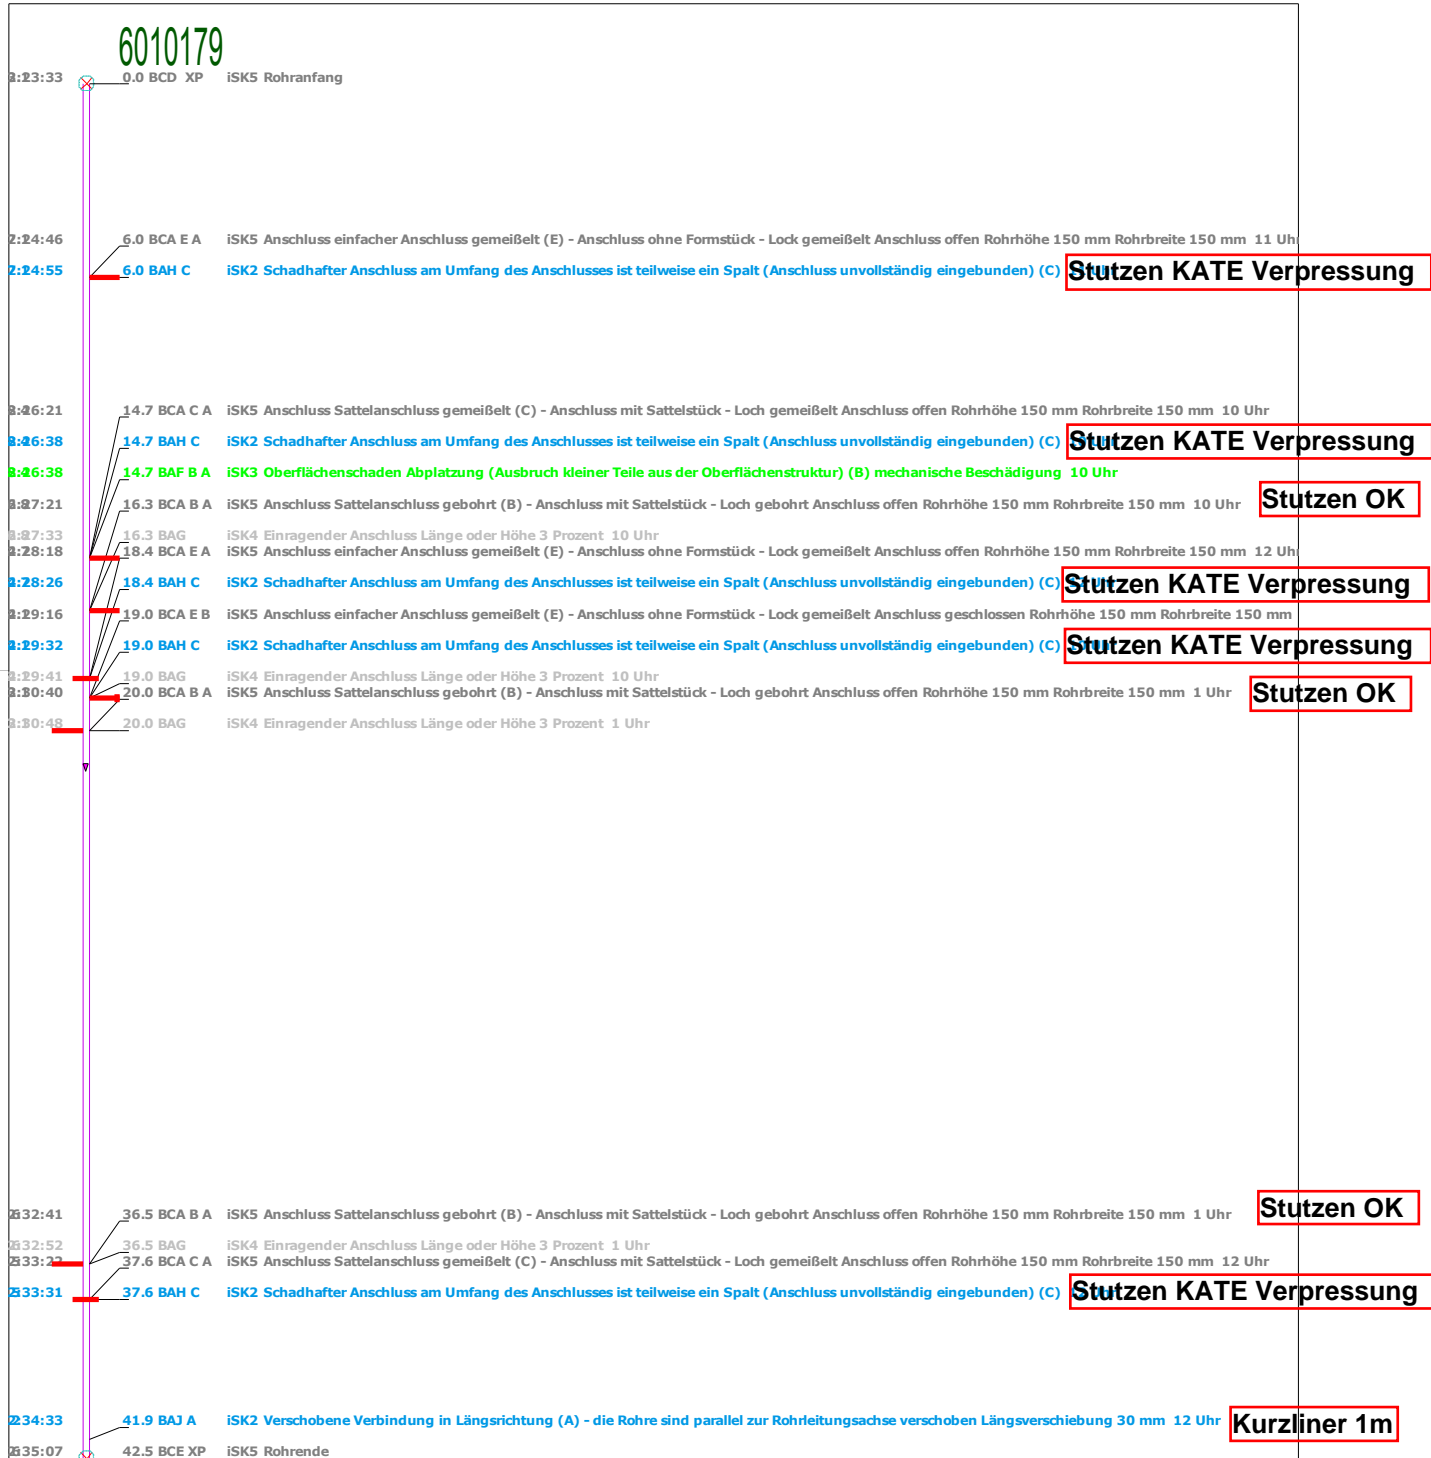 6010179
0.0 BCD XP iSK5 Rohranfang
6.0 BCA E A iSK5 Anschluss einfacher Anschluss gemeißelt (E) - Anschluss ohne Formstück - Lock gemeißelt Anschluss offen Rohrhöhe 150 mm Rohrbreite 150 mm 11 Uhr
6.0 BAH C iSK2 Schadhafter Anschluss am Umfang des Anschlusses ist teilweise ein Spalt (Anschluss unvollständig eingebunden) (C) Stutzen KATE Verpressung
14.7 BCA C A iSK5 Anschluss Sattelanschluss gemeißelt (C) - Anschluss mit Sattelstück - Loch gemeißelt Anschluss offen Rohrhöhe 150 mm Rohrbreite 150 mm 10 Uhr
14.7 BAH C iSK2 Schadhafter Anschluss am Umfang des Anschlusses ist teilweise ein Spalt (Anschluss unvollständig eingebunden) (C) Stutzen KATE Verpressung
14.7 BAF B A iSK3 Oberflächenschaden Abplatzung (Ausbruch kleiner Teile aus der Oberflächenstruktur) (B) mechanische Beschädigung 10 Uhr
16.3 BCA B A iSK5 Anschluss Sattelanschluss gebohrt (B) - Anschluss mit Sattelstück - Loch gebohrt Anschluss offen Rohrhöhe 150 mm Rohrbreite 150 mm 10 Uhr Stutzen OK
16.3 BAG iSK4 Einragender Anschluss Länge oder Höhe 3 Prozent 10 Uhr
18.4 BCA E A iSK5 Anschluss einfacher Anschluss gemeißelt (E) - Anschluss ohne Formstück - Lock gemeißelt Anschluss offen Rohrhöhe 150 mm Rohrbreite 150 mm 12 Uhr
18.4 BAH C iSK2 Schadhafter Anschluss am Umfang des Anschlusses ist teilweise ein Spalt (Anschluss unvollständig eingebunden) (C) Stutzen KATE Verpressung
19.0 BCA E B iSK5 Anschluss einfacher Anschluss gemeißelt (E) - Anschluss ohne Formstück - Lock gemeißelt Anschluss geschlossen Rohrhöhe 150 mm Rohrbreite 150 mm
19.0 BAH C iSK2 Schadhafter Anschluss am Umfang des Anschlusses ist teilweise ein Spalt (Anschluss unvollständig eingebunden) (C) Stutzen KATE Verpressung
19.0 BAG iSK4 Einragender Anschluss Länge oder Höhe 3 Prozent 10 Uhr
20.0 BCA B A iSK5 Anschluss Sattelanschluss gebohrt (B) - Anschluss mit Sattelstück - Loch gebohrt Anschluss offen Rohrhöhe 150 mm Rohrbreite 150 mm 1 Uhr Stutzen OK
20.0 BAG iSK4 Einragender Anschluss Länge oder Höhe 3 Prozent 1 Uhr
36.5 BCA B A iSK5 Anschluss Sattelanschluss gebohrt (B) - Anschluss mit Sattelstück - Loch gebohrt Anschluss offen Rohrhöhe 150 mm Rohrbreite 150 mm 1 Uhr Stutzen OK
36.5 BAG iSK4 Einragender Anschluss Länge oder Höhe 3 Prozent 1 Uhr
37.6 BCA C A iSK5 Anschluss Sattelanschluss gemeißelt (C) - Anschluss mit Sattelstück - Loch gemeißelt Anschluss offen Rohrhöhe 150 mm Rohrbreite 150 mm 12 Uhr
37.6 BAH C iSK2 Schadhafter Anschluss am Umfang des Anschlusses ist teilweise ein Spalt (Anschluss unvollständig eingebunden) (C) Stutzen KATE Verpressung
41.9 BAJ A iSK2 Verschobene Verbindung in Längsrichtung (A) - die Rohre sind parallel zur Rohrleitungsachse verschoben Längsverschiebung 30 mm 12 Uhr Kurzliner 1m
42.5 BCE XP iSK5 Rohrende